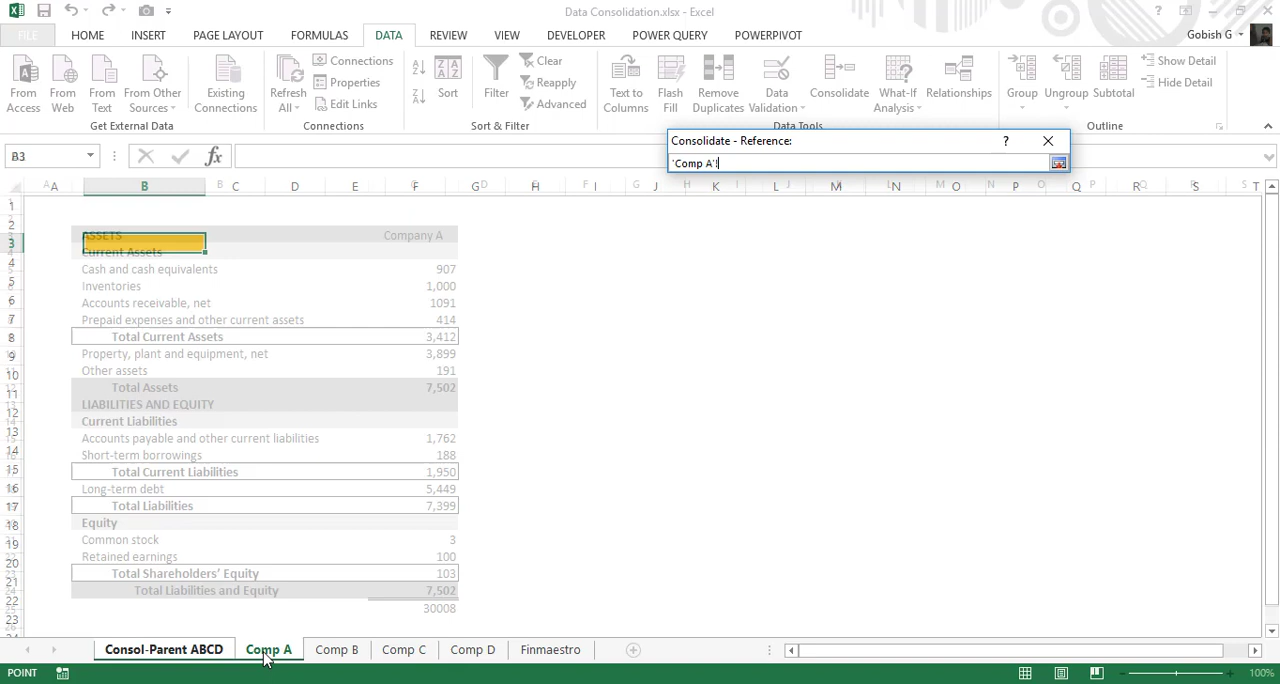 Data Consolidation.xlsx - Excel
FILE HOME INSERT PAGE LAYOUT FORMULAS DATA REVIEW VIEW DEVELOPER POWER QUERY POWERPIVOT Gobish G
From Access
From Web
From Text
From Other Sources
Existing Connections
Get External Data
Refresh All
Connections
Properties
Edit Links
Connections
Sort
Filter
Clear
Reapply
Advanced
Sort & Filter
Text to Columns
Flash Fill
Remove Duplicates
Data Validation
Consolidate
What-If Analysis
Relationships
Data Tools
Group
Ungroup
Subtotal
Show Detail
Hide Detail
Outline
Consolidate - Reference:
'Comp A'!
B3
ASSETS Company A
Current Assets
Cash and cash equivalents 907
Inventories 1,000
Accounts receivable, net 1091
Prepaid expenses and other current assets 414
Total Current Assets 3,412
Property, plant and equipment, net 3,899
Other assets 191
Total Assets 7,502
LIABILITIES AND EQUITY
Current Liabilities
Accounts payable and other current liabilities 1,762
Short-term borrowings 188
Total Current Liabilities 1,950
Long-term debt 5,449
Total Liabilities 7,399
Equity
Common stock 3
Retained earnings 100
Total Shareholders' Equity 103
Total Liabilities and Equity 7,502
30008
Consol-Parent ABCD Comp A Comp B Comp C Comp D Finmaestro
POINT 100%